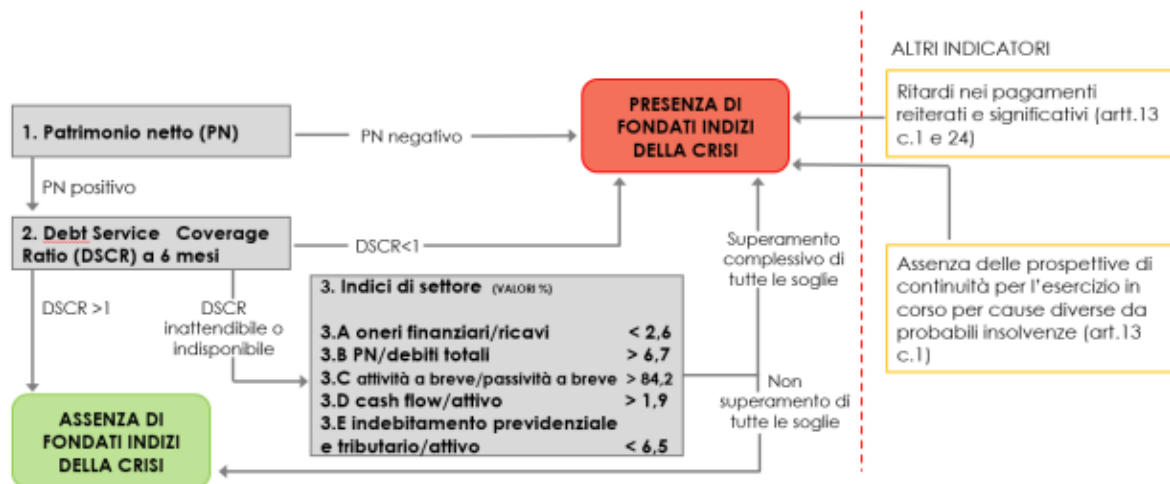 ALTRI INDICATORI
Ritardi nei pagamenti
reiterati e significativi (artt.13
c.1 e 24)
PRESENZA DI
FONDATI INDIZI
DELLA CRISI
1. Patrimonio netto (PN)
PN negativo
PN positivo
2. Debt Service Coverage
Ratio (DSCR) a 6 mesi
DSCR<1
Superamento
complessivo di
tutte le soglie
Assenza delle prospettive di
continuità per l'esercizio in
corso per cause diverse da
probabili insolvenze (art.13
c.1)
DSCR >1
DSCR
inattendibile o
indisponibile
3. Indici di settore (VALORI %)
3.A oneri finanziari/ricavi < 2,6
3.B PN/debiti totali > 6,7
3.C attività a breve/passività a breve > 84,2
3.D cash flow/attivo > 1,9
3.E indebitamento previdenziale
e tributario/attivo < 6,5
Non
superamento di
tutte le soglie
ASSENZA DI
FONDATI INDIZI
DELLA CRISI